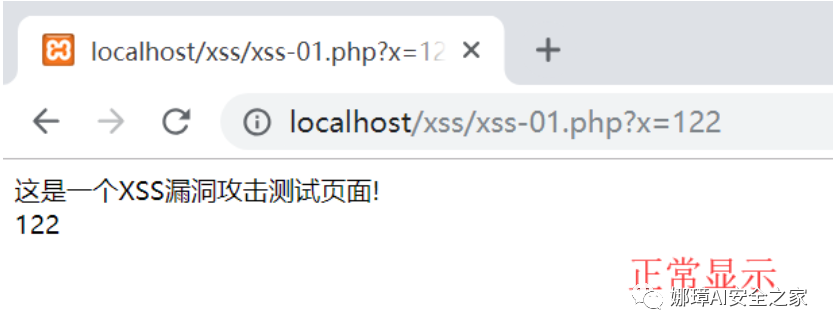 localhost/xss/xss-01.php?x=12
localhost/xss/xss-01.php?x=122
这是一个XSS漏洞攻击测试页面!
122
正常显示
娜璋AI安全之家